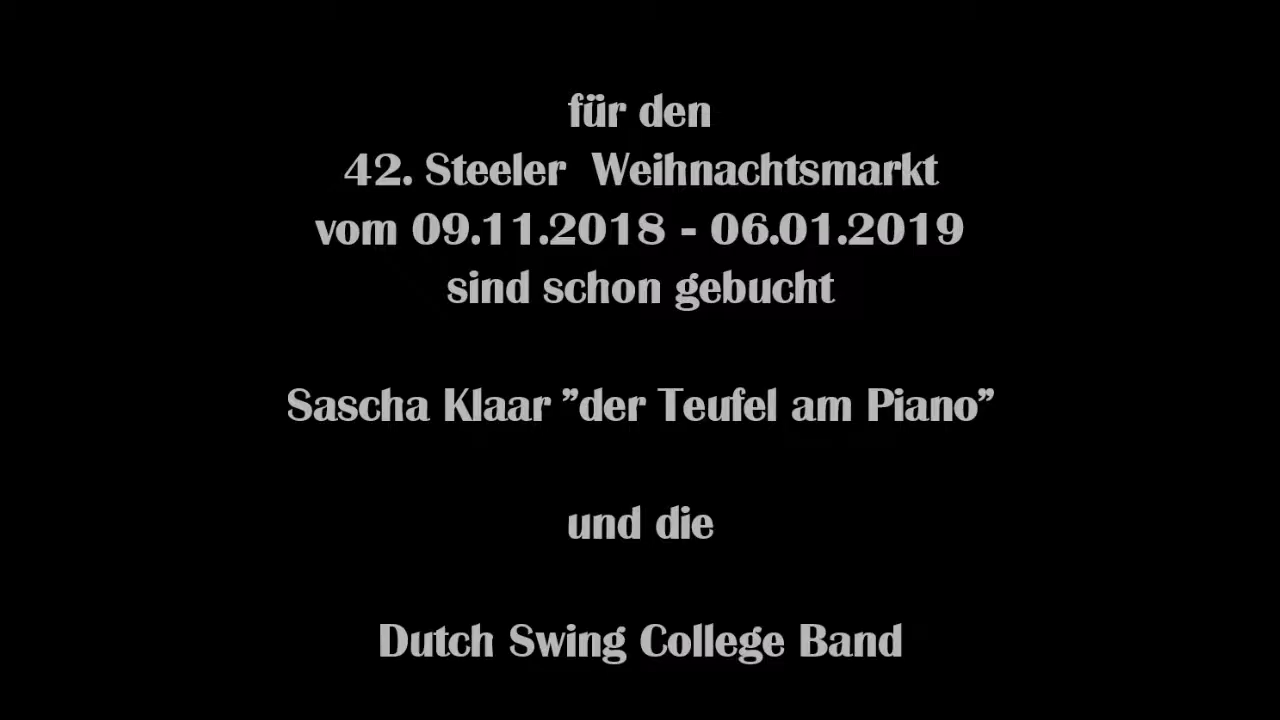 für den
42. Steeler Weihnachtsmarkt
vom 09.11.2018 - 06.01.2019
sind schon gebucht
Sascha Klaar ”der Teufel am Piano”
und die
Dutch Swing College Band